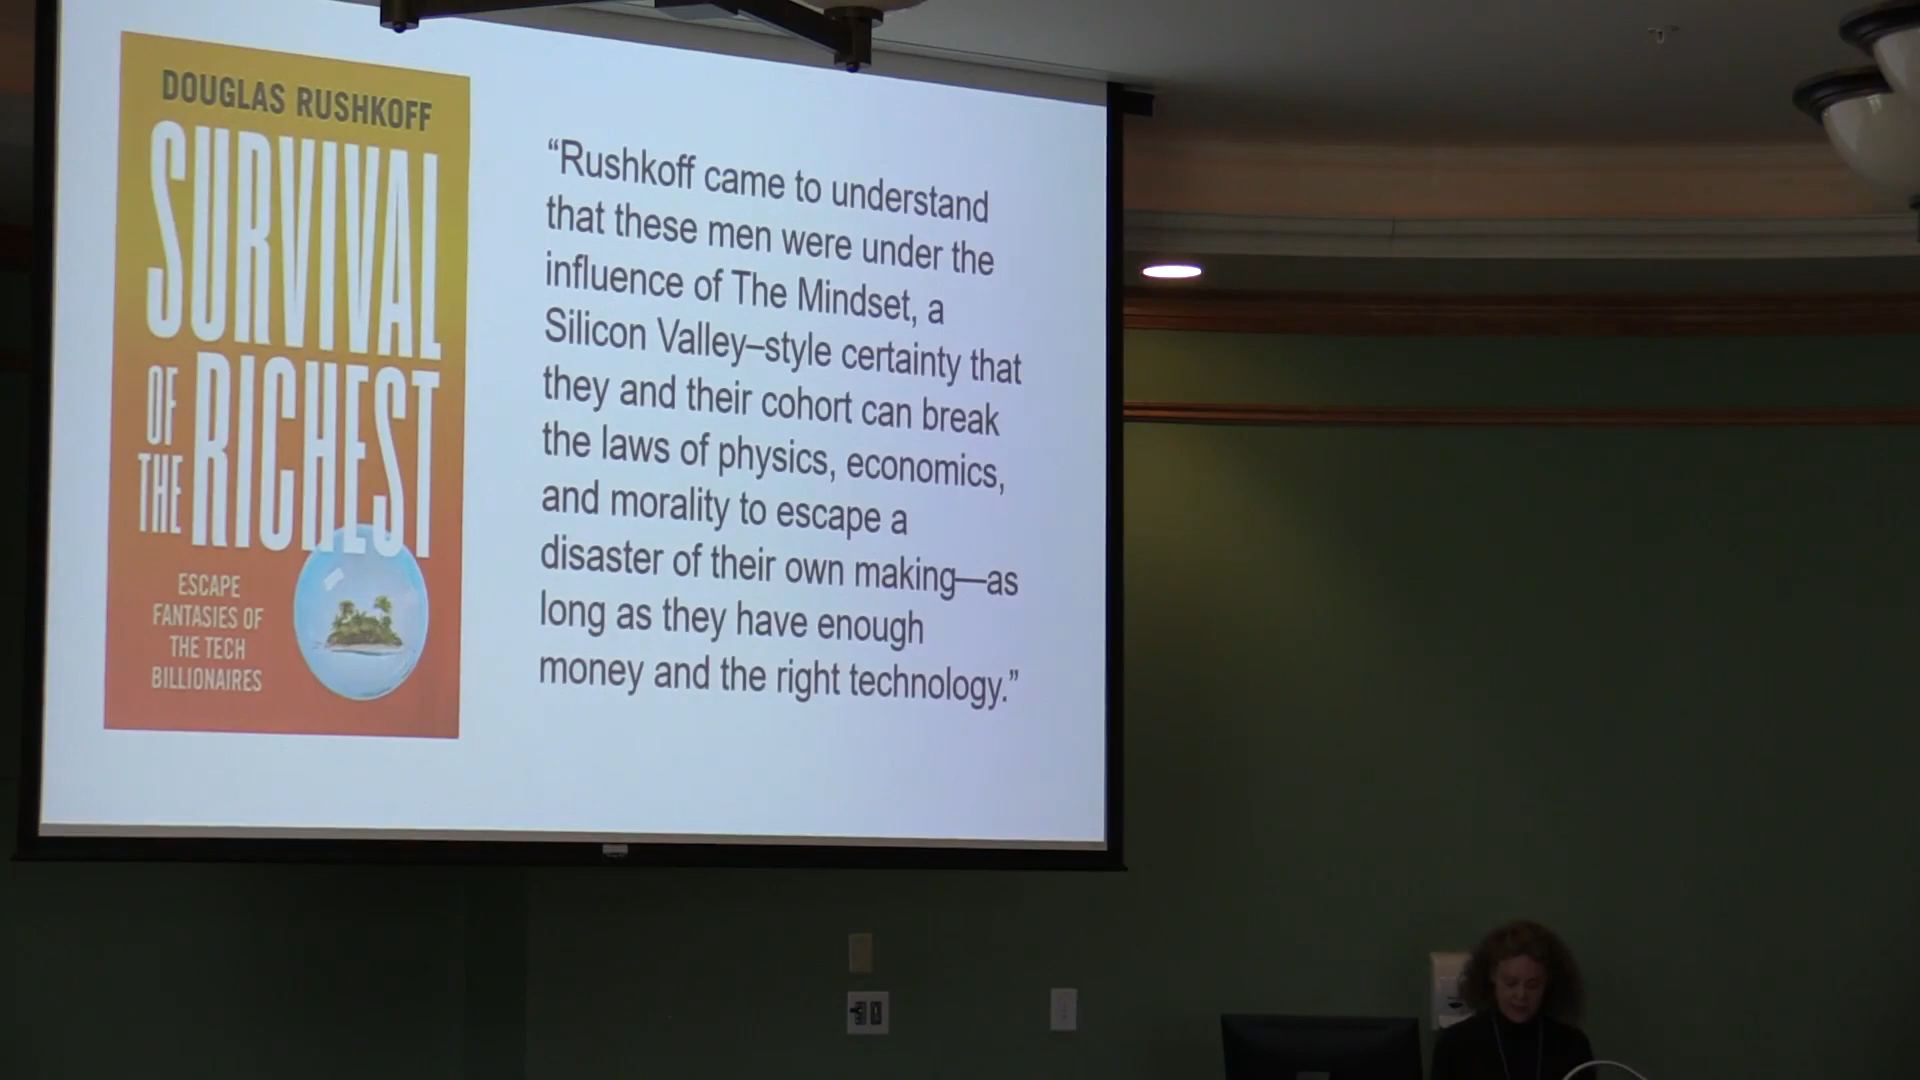 DOUGLAS RUSHKOFF
SURVIVAL
OF
THE
RICHEST
ESCAPE
FANTASIES OF
THE TECH
BILLIONAIRES
“Rushkoff came to understand
that these men were under the
influence of The Mindset, a
Silicon Valley–style certainty that
they and their cohort can break
the laws of physics, economics,
and morality to escape a
disaster of their own making—as
long as they have enough
money and the right technology.”